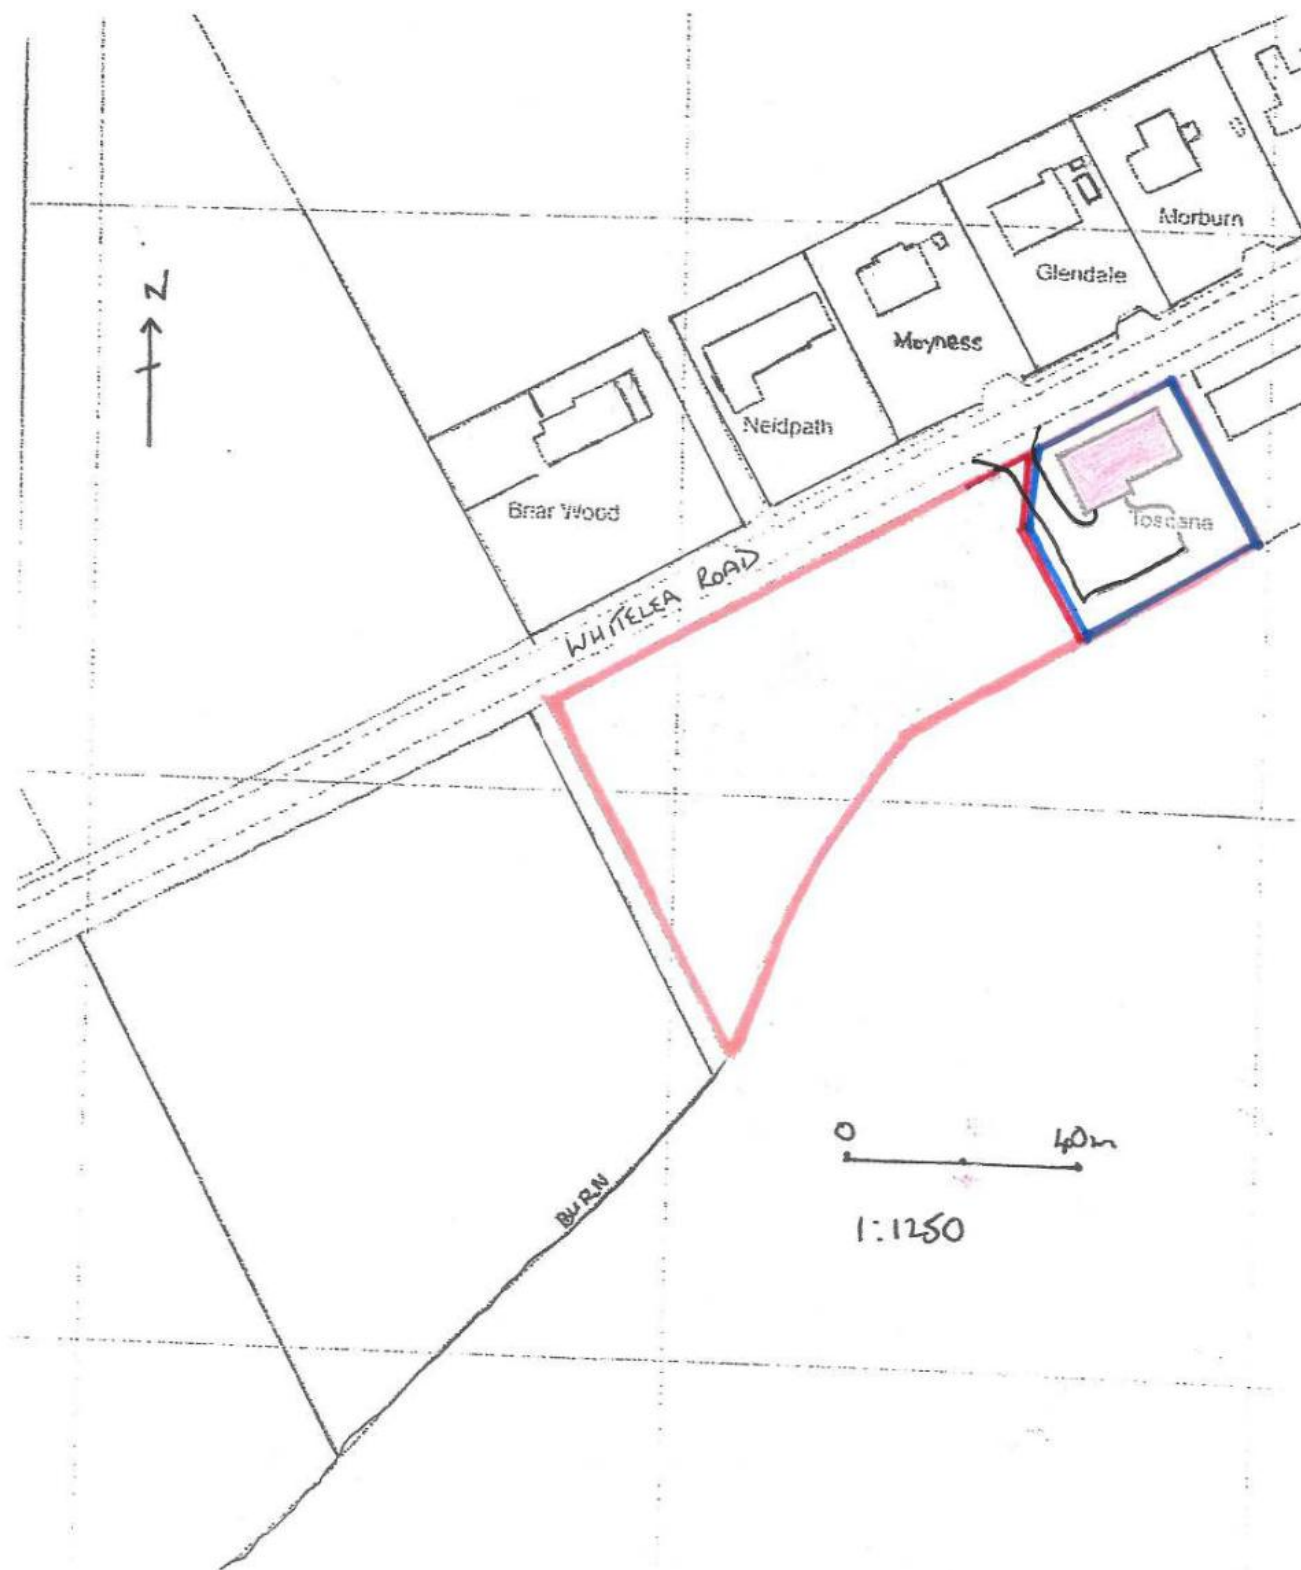 N
Morburn
Glendale
Moyness
Neidpath
Briar Wood
Toscana
WHITELEA ROAD
BURN
0 40m
1:1250